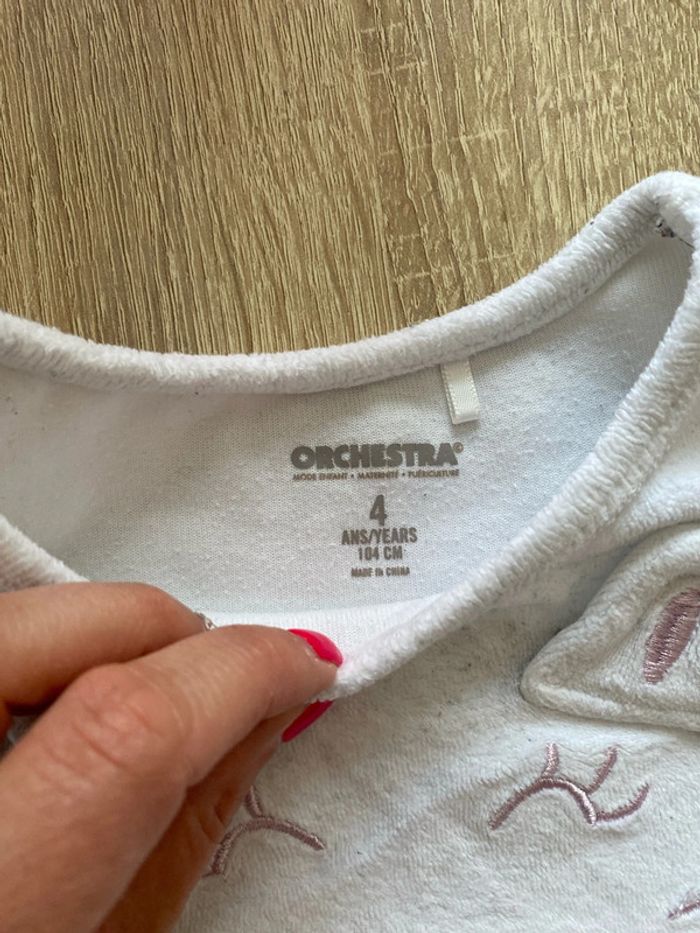 ORCHESTRA©
MODE ENFANT • MATERNITÉ • PUÉRICULTURE
4
ANS/YEARS
104 CM
MADE IN CHINA